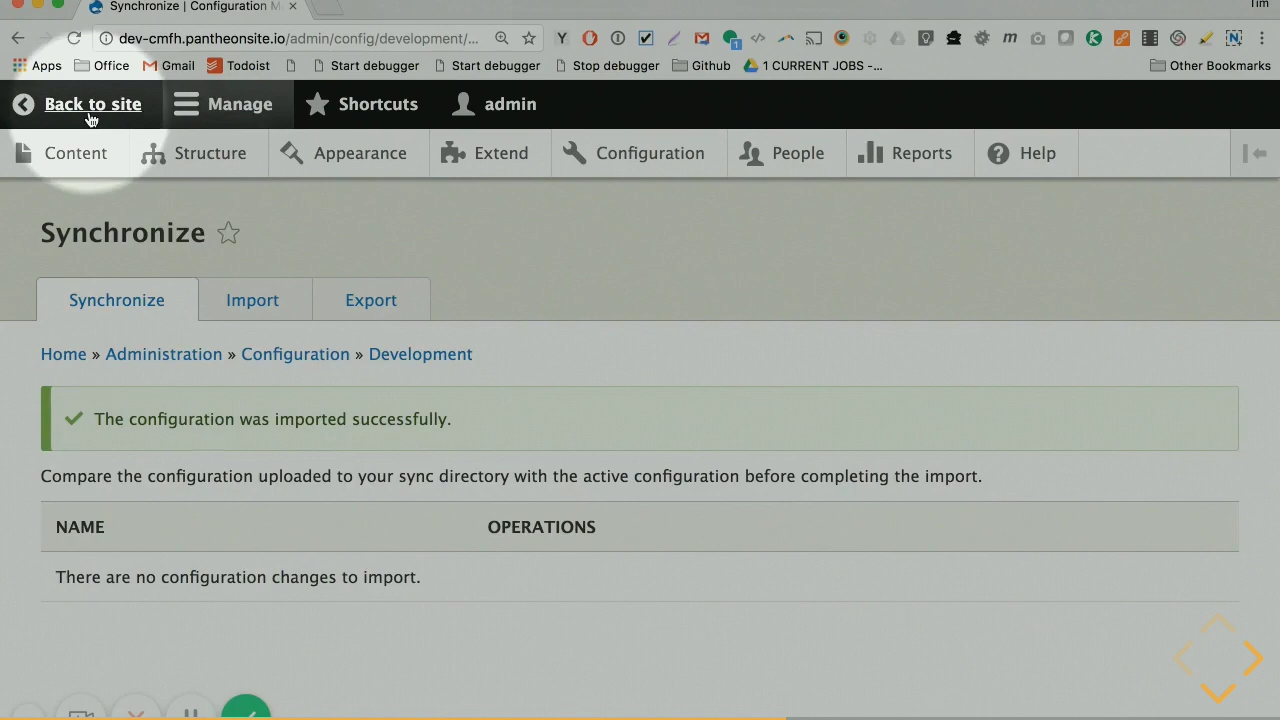 Synchronize | Configuration M
Tim
dev-cmfh.pantheonsite.io/admin/config/development/...
Apps Office Gmail Todoist Start debugger Start debugger Stop debugger Github 1 CURRENT JOBS -... Other Bookmarks
Back to site Manage Shortcuts admin
Content Structure Appearance Extend Configuration People Reports Help
Synchronize
Synchronize Import Export
Home » Administration » Configuration » Development
The configuration was imported successfully.
Compare the configuration uploaded to your sync directory with the active configuration before completing the import.
NAME OPERATIONS
There are no configuration changes to import.